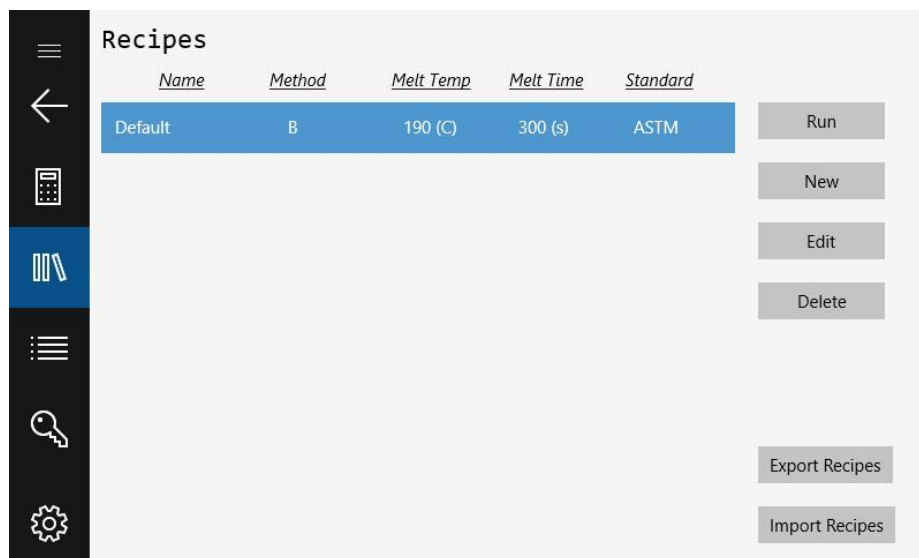 Recipes
Name Method Melt Temp Melt Time Standard
Default B 190 (C) 300 (s) ASTM
Run
New
Edit
Delete
Export Recipes
Import Recipes